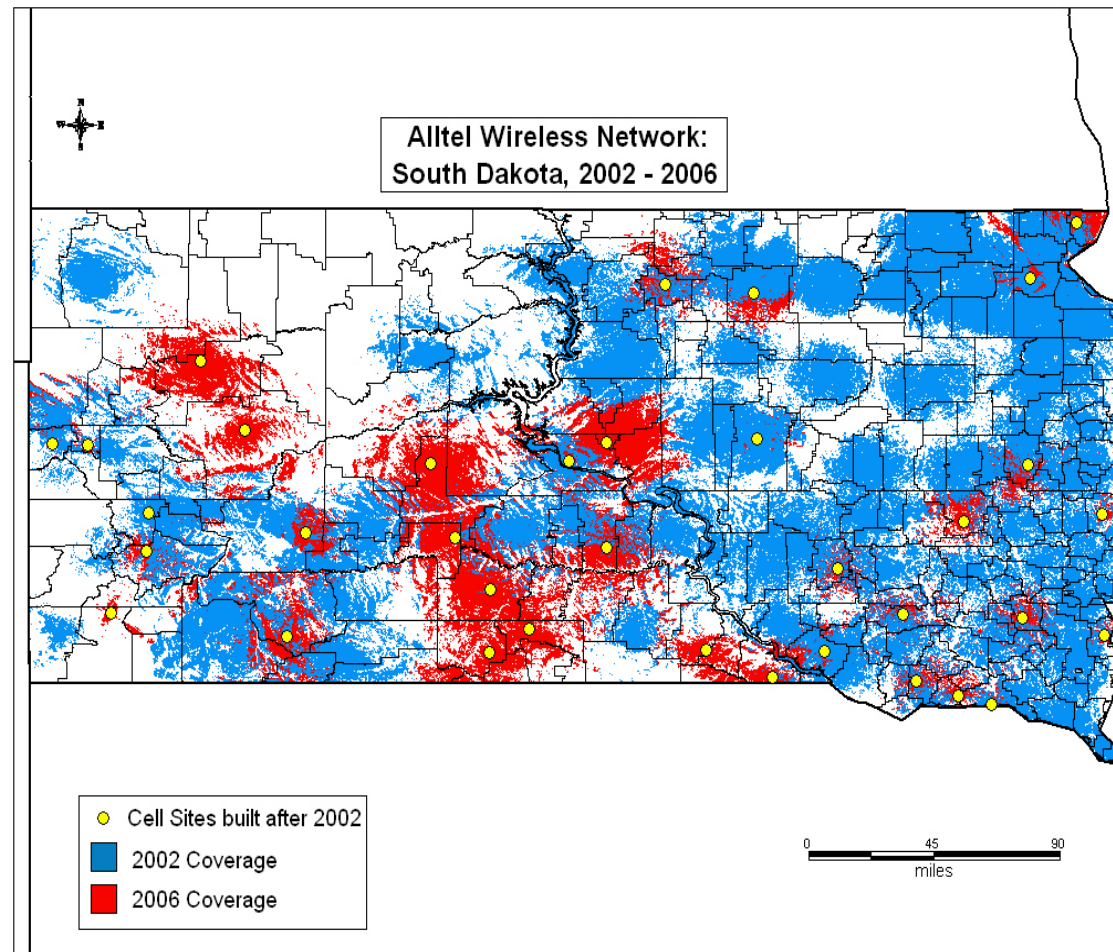 N
W E
S
Alltel Wireless Network:
South Dakota, 2002 - 2006
Cell Sites built after 2002
2002 Coverage
2006 Coverage
0 45 90
miles